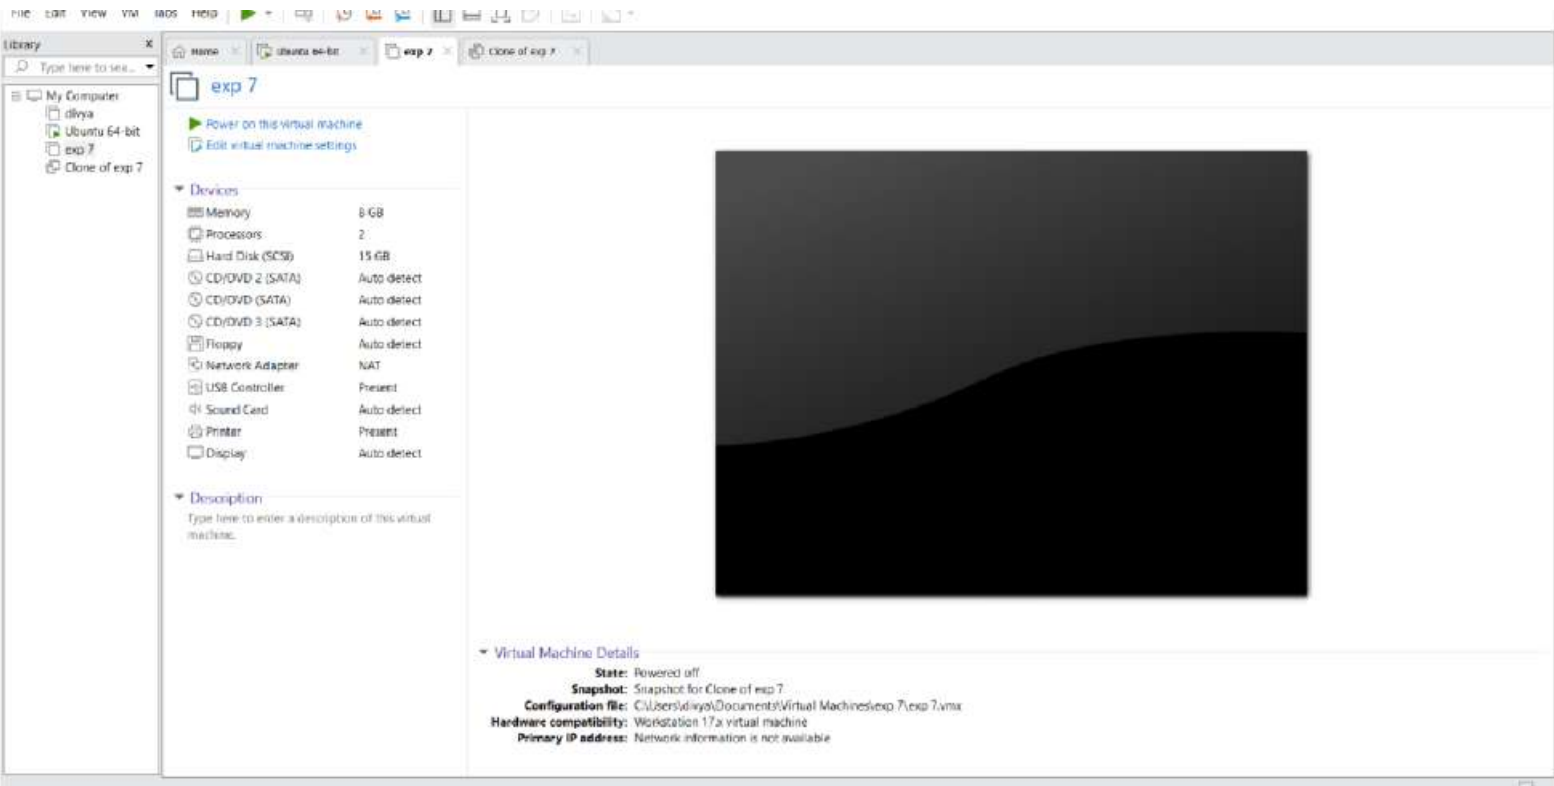 File Edit View VM Tabs Help
Library x
Type here to sea...
My Computer
divya
Ubuntu 64-bit
exp 7
Clone of exp 7
Home
Ubuntu 64-bit
exp 7
Clone of exp 7
exp 7
Power on this virtual machine
Edit virtual machine settings
Devices
Memory 8 GB
Processors 2
Hard Disk (SCSI) 15 GB
CD/DVD 2 (SATA) Auto detect
CD/DVD (SATA) Auto detect
CD/DVD 3 (SATA) Auto detect
Floppy Auto detect
Network Adapter NAT
USB Controller Present
Sound Card Auto detect
Printer Present
Display Auto detect
Description
Type here to enter a description of this virtual
machine.
Virtual Machine Details
State: Powered off
Snapshot: Snapshot for Clone of exp 7
Configuration file: C:\Users\divya\Documents\Virtual Machines\exp 7\exp 7.vmx
Hardware compatibility: Workstation 17.x virtual machine
Primary IP address: Network information is not available